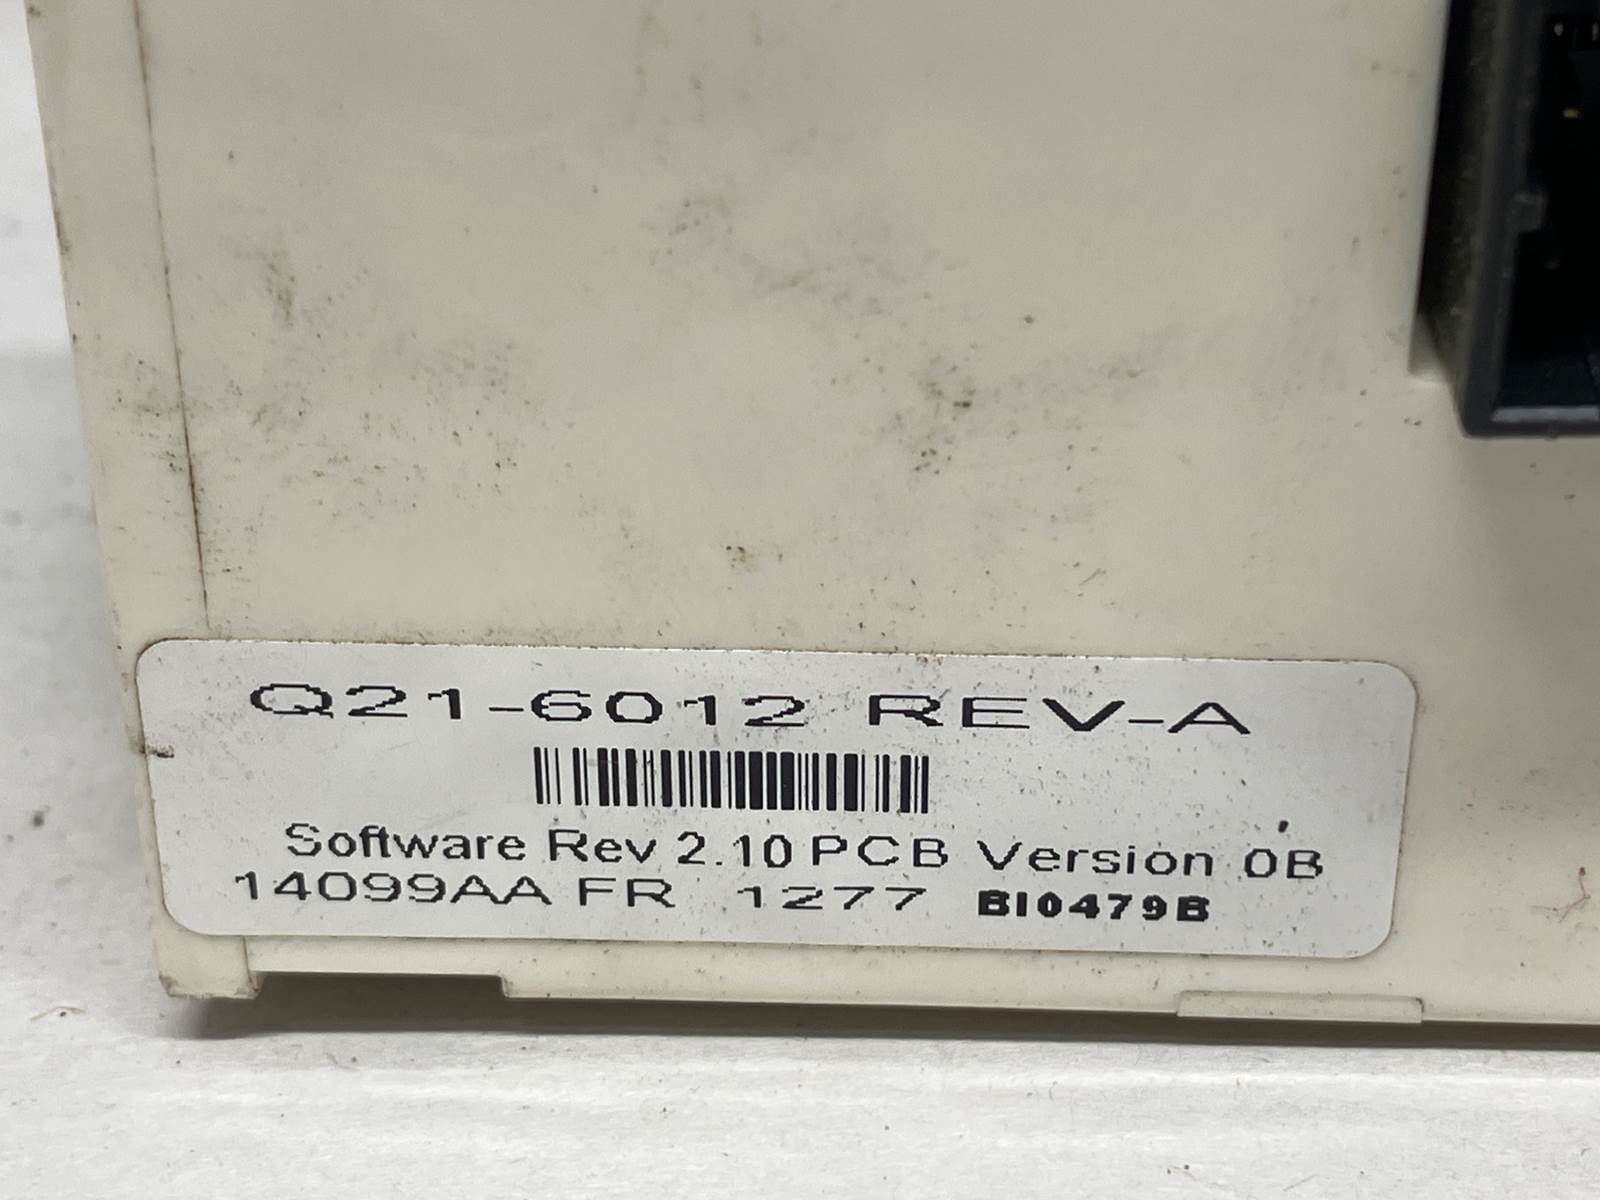 Q21-6012 REV-A
Software Rev 2.10 PCB Version 0B
14099AA FR 1277 BI0479B